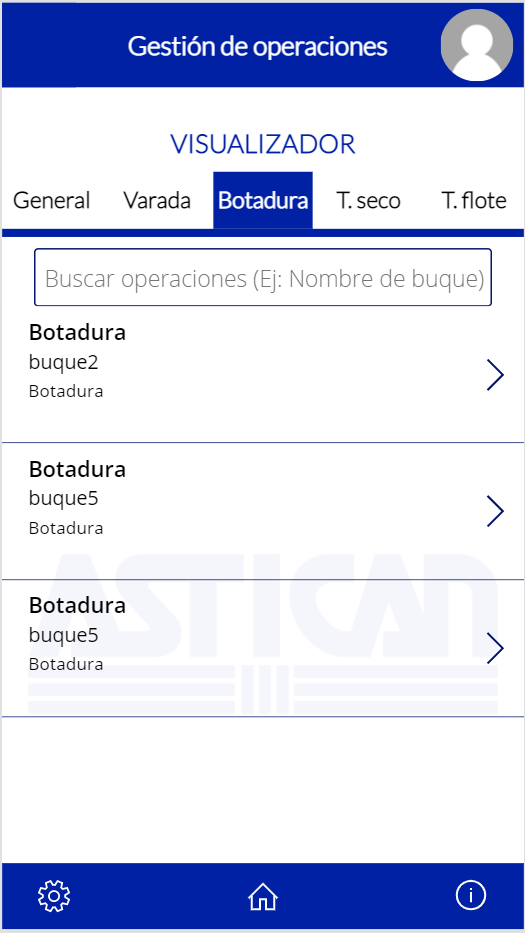 Gestión de operaciones
VISUALIZADOR
General Varada Botadura T. seco T. flote
Buscar operaciones (Ej: Nombre de buque)
Botadura
buque2
Botadura
Botadura
buque5
Botadura
ASTICAN
Botadura
buque5
Botadura